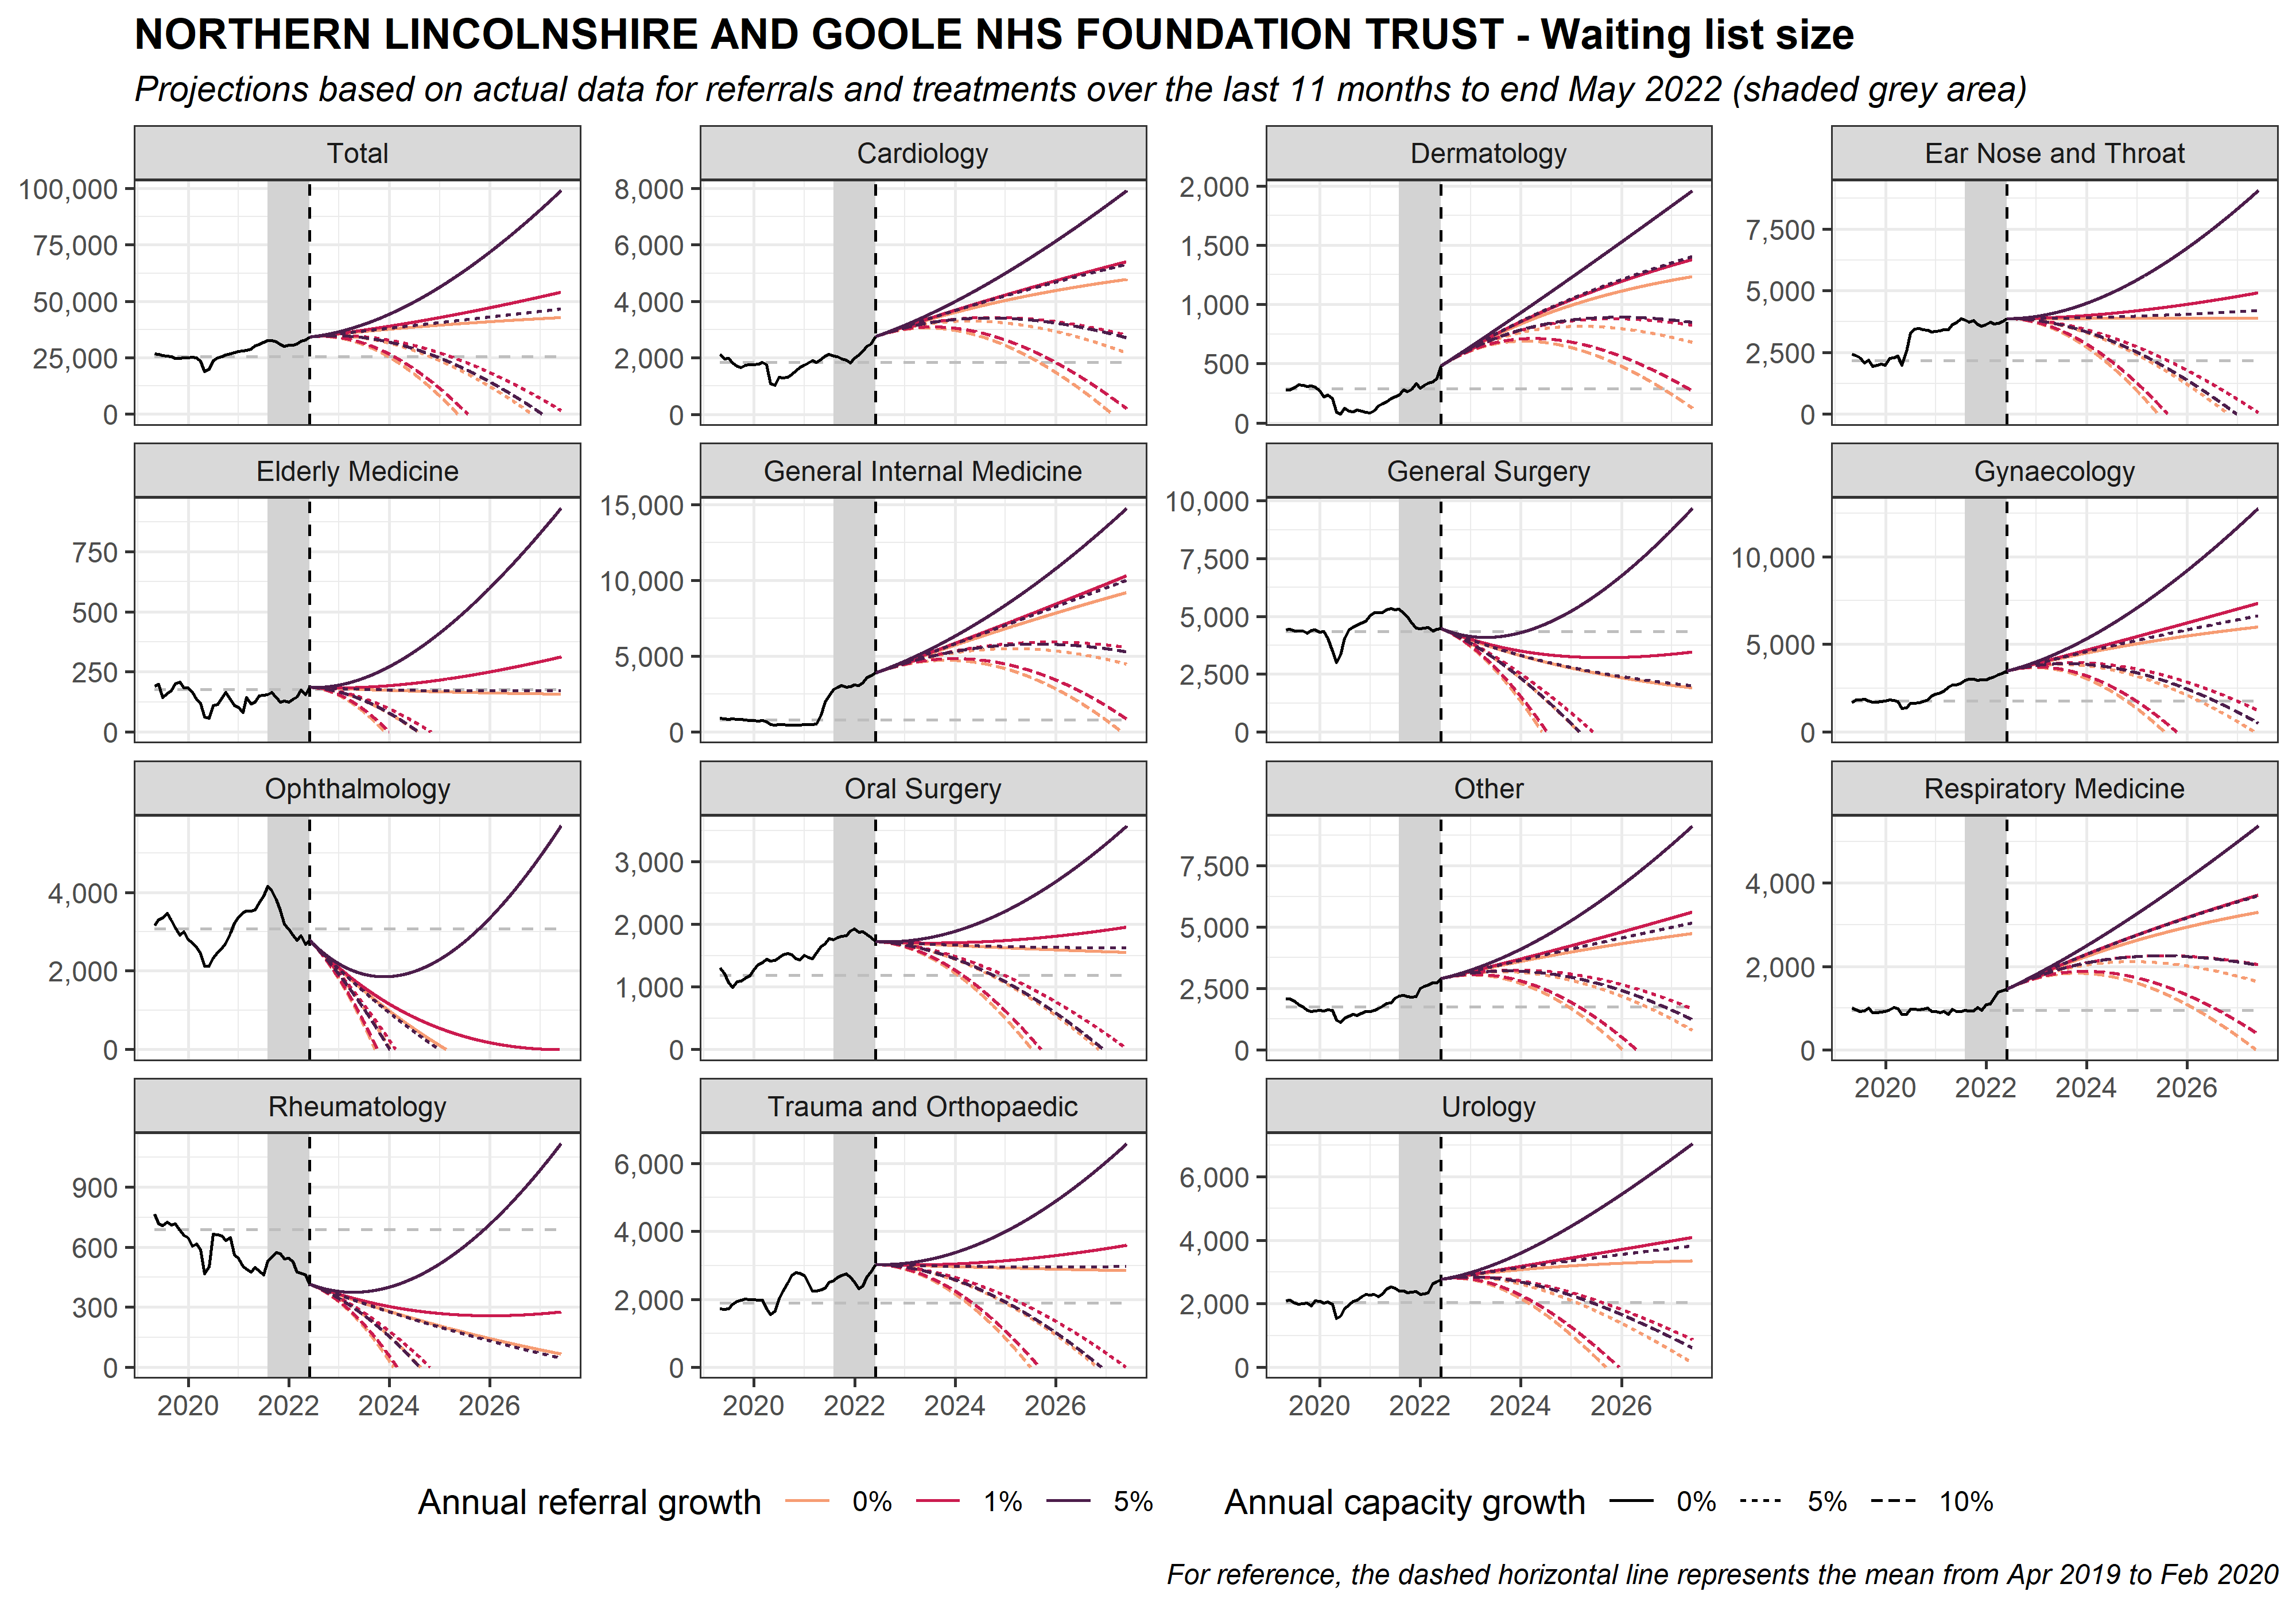 NORTHERN LINCOLNSHIRE AND GOOLE NHS FOUNDATION TRUST - Waiting list size
Projections based on actual data for referrals and treatments over the last 11 months to end May 2022 (shaded grey area)
Total
100,000
75,000
50,000
25,000
0
Cardiology
8,000
6,000
4,000
2,000
0
Dermatology
2,000
1,500
1,000
500
0
Ear Nose and Throat
7,500
5,000
2,500
0
Elderly Medicine
750
500
250
0
General Internal Medicine
15,000
10,000
5,000
0
General Surgery
10,000
7,500
5,000
2,500
0
Gynaecology
10,000
5,000
0
Ophthalmology
4,000
2,000
0
Oral Surgery
3,000
2,000
1,000
0
Other
7,500
5,000
2,500
0
Respiratory Medicine
4,000
2,000
0
2020 2022 2024 2026
Rheumatology
900
600
300
0
2020 2022 2024 2026
Trauma and Orthopaedic
6,000
4,000
2,000
0
2020 2022 2024 2026
Urology
6,000
4,000
2,000
0
2020 2022 2024 2026
Annual referral growth 0% 1% 5% Annual capacity growth 0% 5% 10%
For reference, the dashed horizontal line represents the mean from Apr 2019 to Feb 2020